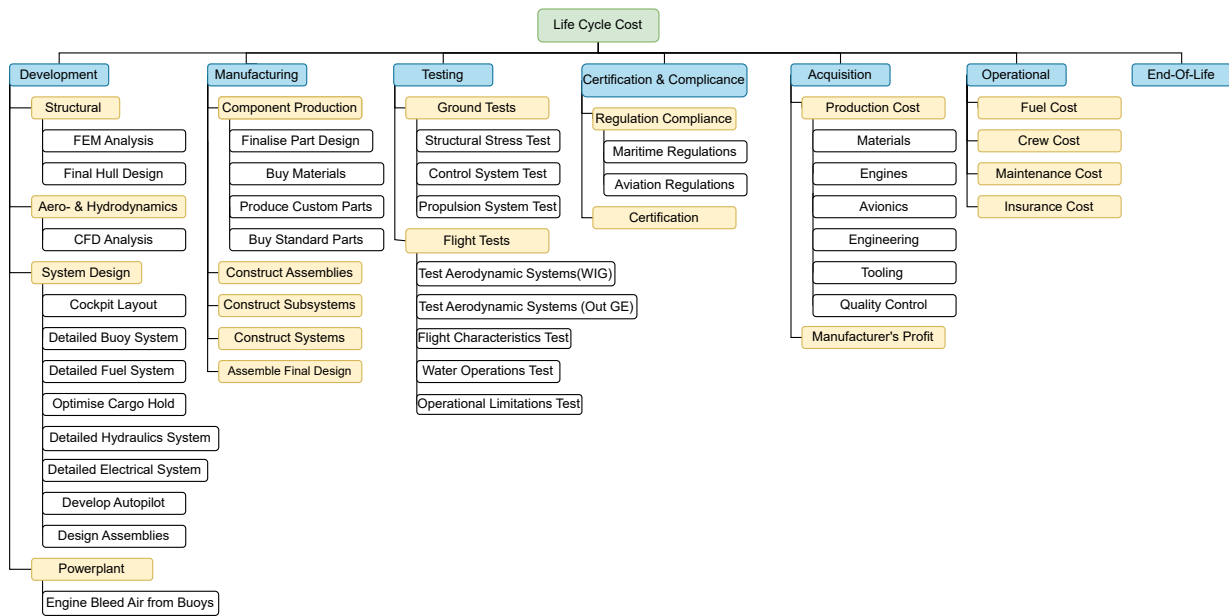 Life Cycle Cost
Development
Structural
FEM Analysis
Final Hull Design
Aero- & Hydrodynamics
CFD Analysis
System Design
Cockpit Layout
Detailed Buoy System
Detailed Fuel System
Optimise Cargo Hold
Detailed Hydraulics System
Detailed Electrical System
Develop Autopilot
Design Assemblies
Powerplant
Engine Bleed Air from Buoys
Manufacturing
Component Production
Finalise Part Design
Buy Materials
Produce Custom Parts
Buy Standard Parts
Construct Assemblies
Construct Subsystems
Construct Systems
Assemble Final Design
Testing
Ground Tests
Structural Stress Test
Control System Test
Propulsion System Test
Flight Tests
Test Aerodynamic Systems(WIG)
Test Aerodynamic Systems (Out GE)
Flight Characteristics Test
Water Operations Test
Operational Limitations Test
Certification & Complicance
Regulation Compliance
Maritime Regulations
Aviation Regulations
Certification
Acquisition
Production Cost
Materials
Engines
Avionics
Engineering
Tooling
Quality Control
Manufacturer's Profit
Operational
Fuel Cost
Crew Cost
Maintenance Cost
Insurance Cost
End-Of-Life